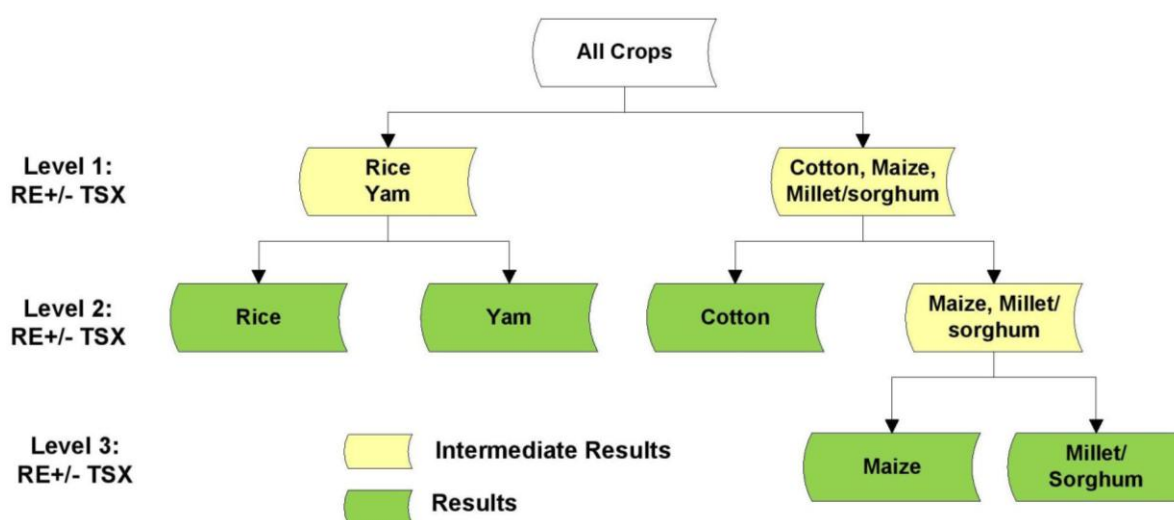 All Crops
Level 1:
RE+/- TSX
Rice
Yam
Cotton, Maize,
Millet/sorghum
Level 2:
RE+/- TSX
Rice
Yam
Cotton
Maize, Millet/
sorghum
Level 3:
RE+/- TSX
Maize
Millet/
Sorghum
Intermediate Results
Results